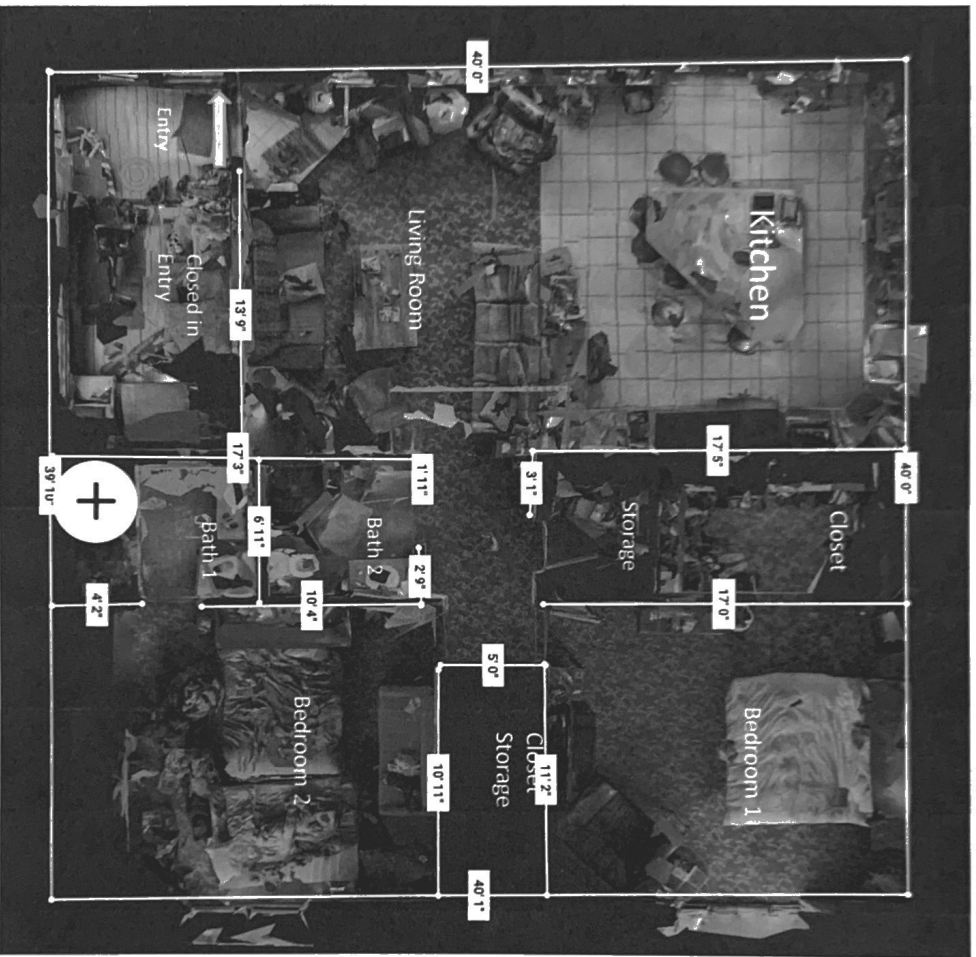 40' 0"
Entry
Closed in
Entry
13' 9"
Living Room
Kitchen
17' 3"
1' 11"
3' 1"
17' 5"
40' 0"
39' 10"
6' 11"
Bath 1
Bath 2
2' 9"
Storage
Closet
4' 2"
10' 4"
17' 0"
5' 0"
Bedroom 2
10' 11"
Closet
Storage
11' 2"
Bedroom 1
40' 1"